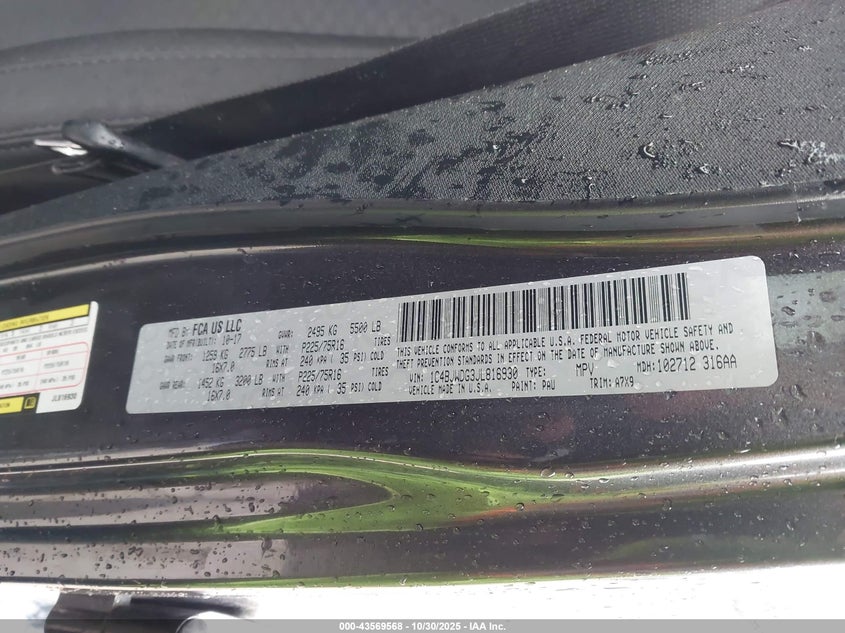 MFD BY: FCA US LLC
DATE OF MFR: 10-17
GVWR: 2495 KG 5500 LB
GAWR FRONT: 1259 KG 2775 LB WITH P225/75R16 TIRES
16X7.0 RIMS AT 240 KPA ( 35 PSI) COLD
GAWR REAR: 1452 KG 3200 LB WITH P225/75R16 TIRES
16X7.0 RIMS AT 240 KPA ( 35 PSI) COLD
THIS VEHICLE CONFORMS TO ALL APPLICABLE U.S.A. FEDERAL MOTOR VEHICLE SAFETY AND
THEFT PREVENTION STANDARDS IN EFFECT ON THE DATE OF MANUFACTURE SHOWN ABOVE.
VIN: 1C4BJWDG3JL816930 TYPE: MPV MDH: 102712 316AA
VEHICLE MADE IN U.S.A. PAINT: PAU TRIM: A7X9
JL816930
000-43569568 | 10/30/2025 | IAA Inc.